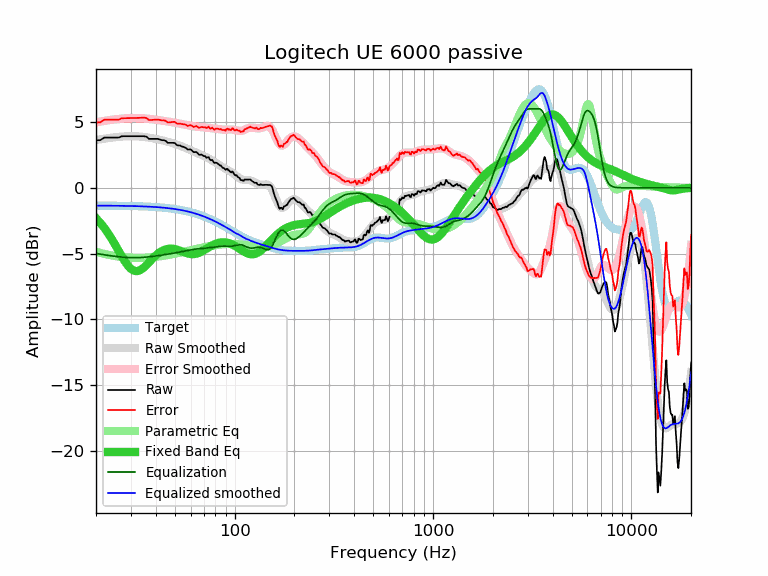 Logitech UE 6000 passive
Amplitude (dBr)
5
0
−5
−10
−15
−20
Target
Raw Smoothed
Error Smoothed
Raw
Error
Parametric Eq
Fixed Band Eq
Equalization
Equalized smoothed
100
1000
10000
Frequency (Hz)